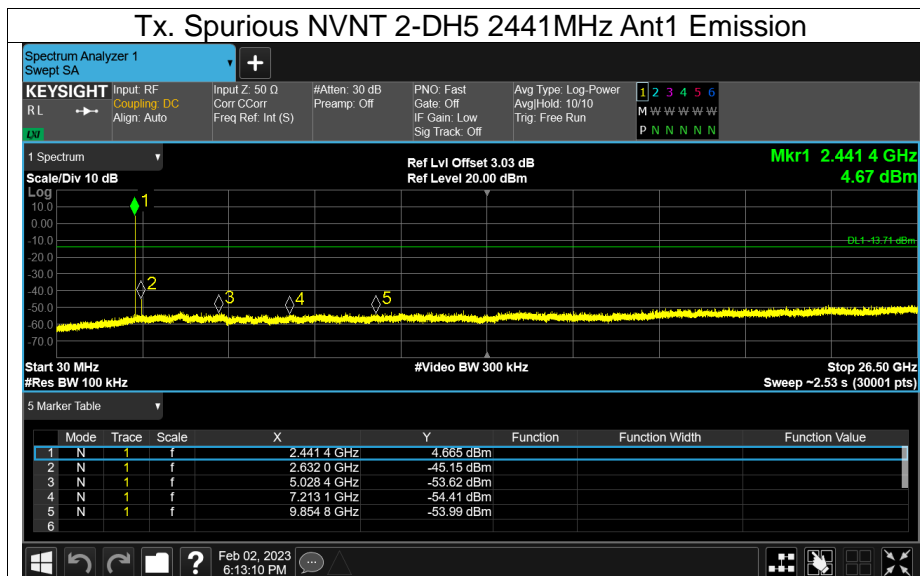 Tx. Spurious NVNT 2-DH5 2441MHz Ant1 Emission
Spectrum Analyzer 1
Swept SA
+
KEYSIGHT Input: RF Input Z: 50 Ω #Atten: 30 dB PNO: Fast Avg Type: Log-Power 1 2 3 4 5 6
RL Coupling: DC Corr CCorr Preamp: Off Gate: Off Avg|Hold: 10/10 M W W W W W
Align: Auto Freq Ref: Int (S) IF Gain: Low Trig: Free Run
LXI Sig Track: Off P N N N N N
1 Spectrum Ref Lvl Offset 3.03 dB Mkr1 2.441 4 GHz
Scale/Div 10 dB Ref Level 20.00 dBm 4.67 dBm
Log
10.0 1
0.00
-10.0 DL1 -13.71 dBm
-20.0
-30.0
-40.0 2
-50.0 3 4 5
-60.0
-70.0
Start 30 MHz #Video BW 300 kHz Stop 26.50 GHz
#Res BW 100 kHz Sweep ~2.53 s (30001 pts)
5 Marker Table
Mode Trace Scale X Y Function Function Width Function Value
1 N 1 f 2.441 4 GHz 4.665 dBm
2 N 1 f 2.632 0 GHz -45.15 dBm
3 N 1 f 5.028 4 GHz -53.62 dBm
4 N 1 f 7.213 1 GHz -54.41 dBm
5 N 1 f 9.854 8 GHz -53.99 dBm
6
? Feb 02, 2023
6:13:10 PM